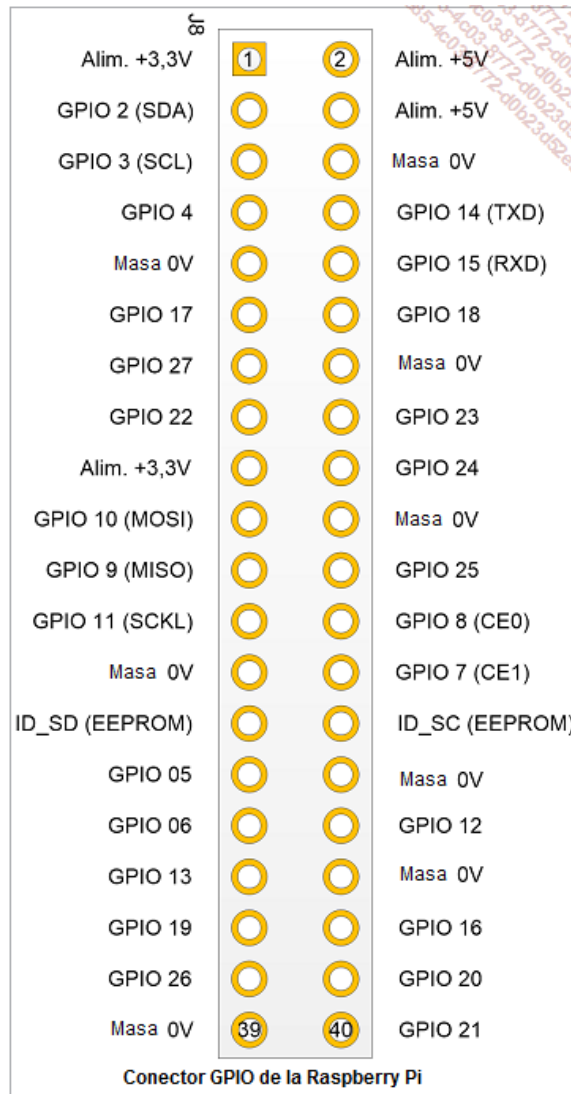 J8
Alim. +3,3V 1 2 Alim. +5V
GPIO 2 (SDA) Alim. +5V
GPIO 3 (SCL) Masa 0V
GPIO 4 GPIO 14 (TXD)
Masa 0V GPIO 15 (RXD)
GPIO 17 GPIO 18
GPIO 27 Masa 0V
GPIO 22 GPIO 23
Alim. +3,3V GPIO 24
GPIO 10 (MOSI) Masa 0V
GPIO 9 (MISO) GPIO 25
GPIO 11 (SCKL) GPIO 8 (CE0)
Masa 0V GPIO 7 (CE1)
ID_SD (EEPROM) ID_SC (EEPROM)
GPIO 05 Masa 0V
GPIO 06 GPIO 12
GPIO 13 Masa 0V
GPIO 19 GPIO 16
GPIO 26 GPIO 20
Masa 0V 39 40 GPIO 21
Conector GPIO de la Raspberry Pi